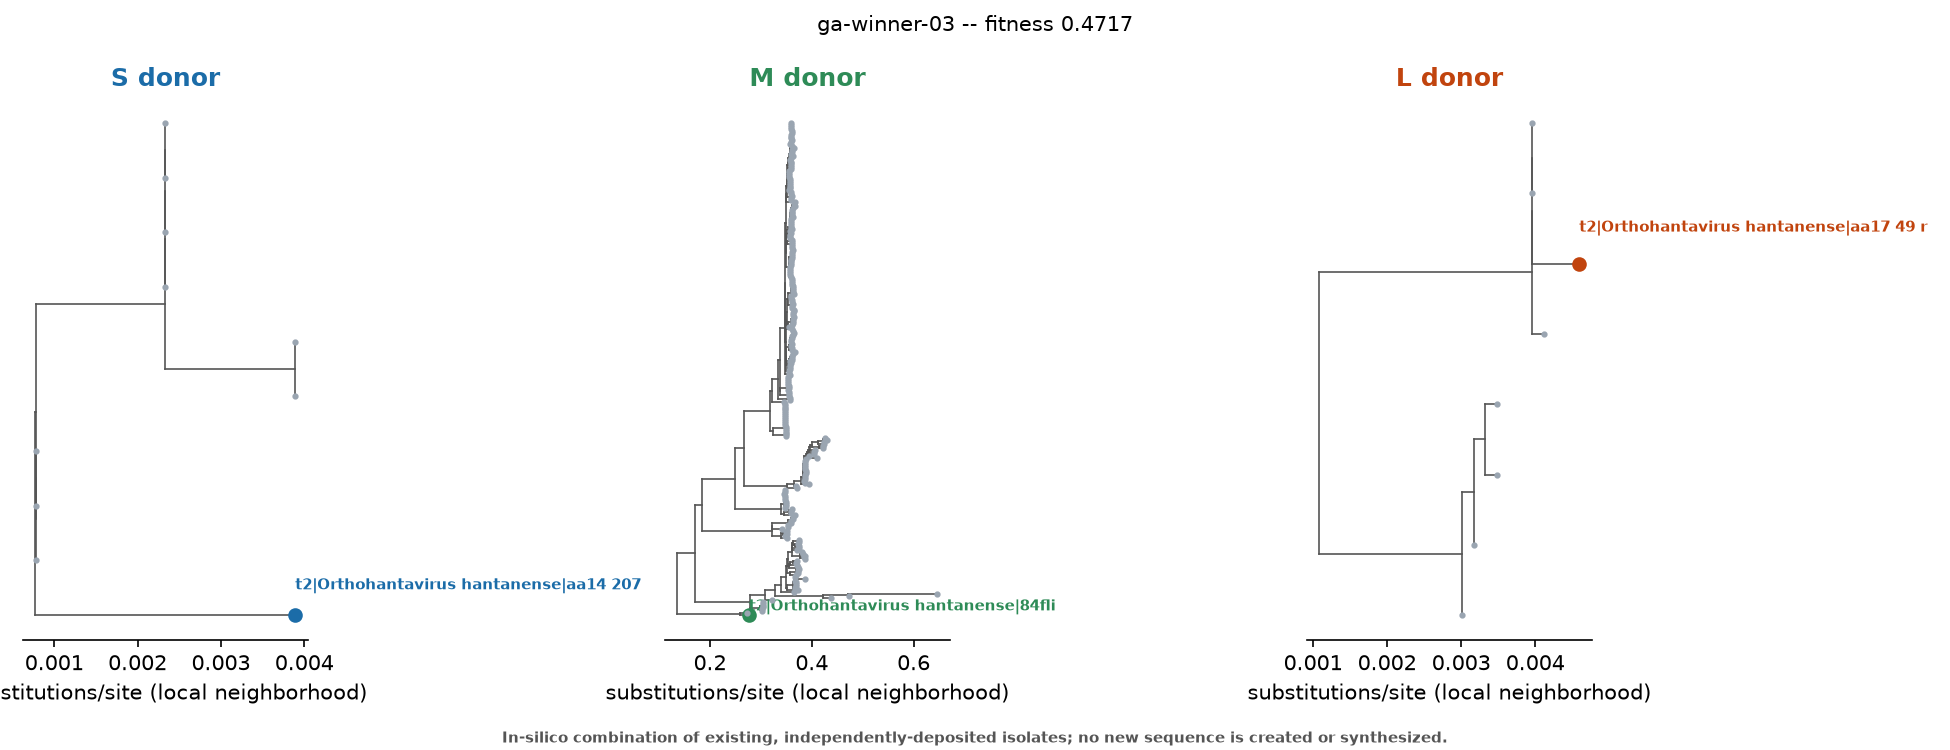 ga-winner-03 -- fitness 0.4717
S donor
M donor
L donor
t2|Orthohantavirus hantanense|aa17 49 r
t2|Orthohantavirus hantanense|aa14 207
t2|Orthohantavirus hantanense|84fli
0.001 0.002 0.003 0.004
0.2 0.4 0.6
0.001 0.002 0.003 0.004
stitutions/site (local neighborhood)
substitutions/site (local neighborhood)
substitutions/site (local neighborhood)
In-silico combination of existing, independently-deposited isolates; no new sequence is created or synthesized.